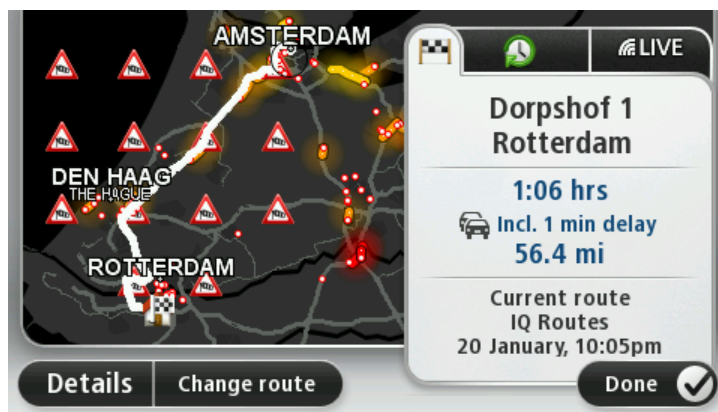 AMSTERDAM
DEN HAAG
THE HAGUE
ROTTERDAM
LIVE
Dorpshof 1
Rotterdam
1:06 hrs
Incl. 1 min delay
56.4 mi
Current route
IQ Routes
20 January, 10:05pm
Details
Change route
Done